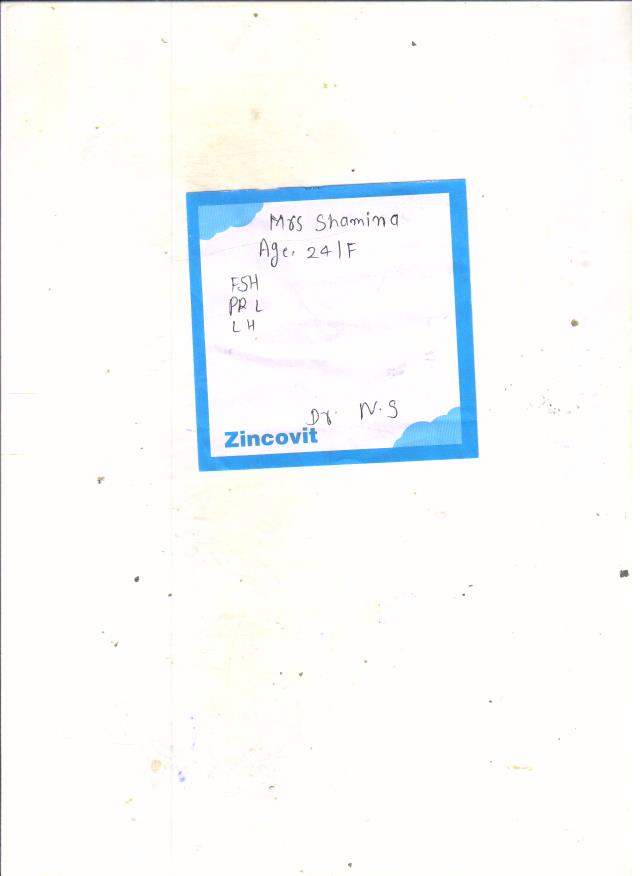 Mrs Shamina
Age. 24/F
FSH
PRL
LH
Dr. N.S
Zincovit